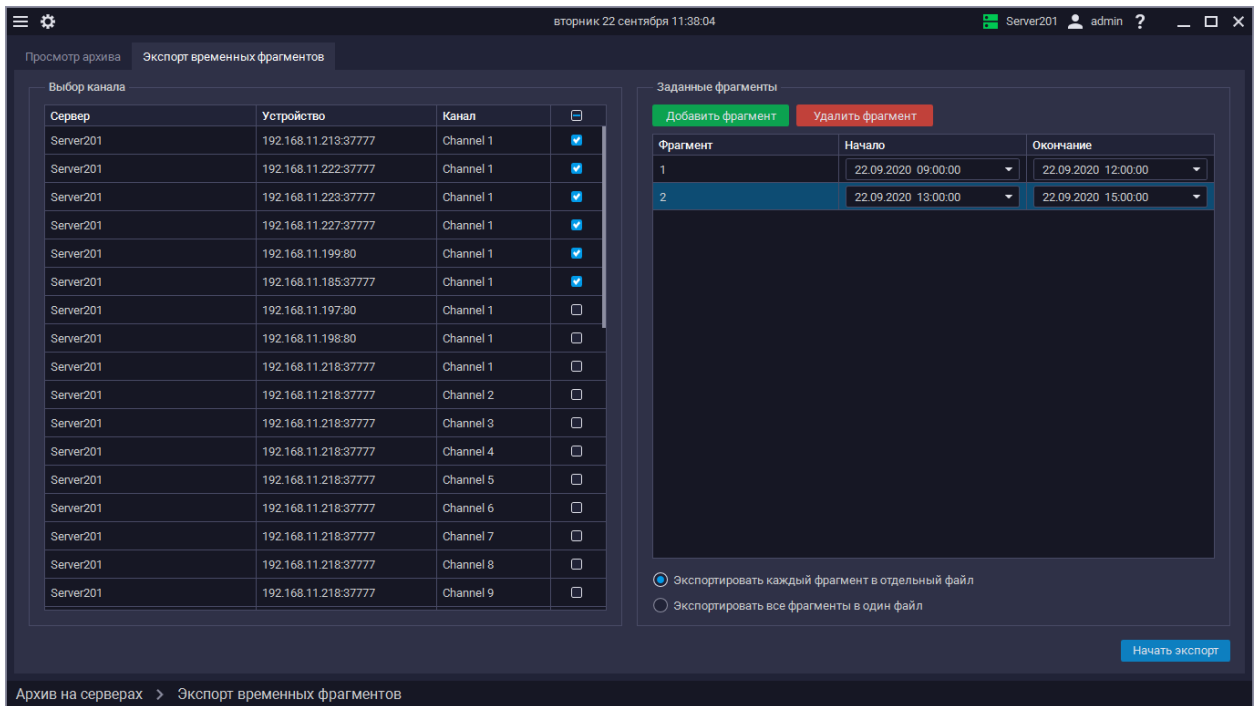 вторник 22 сентября 11:38:04 Server201 admin ?
Просмотр архива Экспорт временных фрагментов
Выбор канала
Сервер Устройство Канал
Server201 192.168.11.213:37777 Channel 1
Server201 192.168.11.222:37777 Channel 1
Server201 192.168.11.223:37777 Channel 1
Server201 192.168.11.227:37777 Channel 1
Server201 192.168.11.199:80 Channel 1
Server201 192.168.11.185:37777 Channel 1
Server201 192.168.11.197:80 Channel 1
Server201 192.168.11.198:80 Channel 1
Server201 192.168.11.218:37777 Channel 1
Server201 192.168.11.218:37777 Channel 2
Server201 192.168.11.218:37777 Channel 3
Server201 192.168.11.218:37777 Channel 4
Server201 192.168.11.218:37777 Channel 5
Server201 192.168.11.218:37777 Channel 6
Server201 192.168.11.218:37777 Channel 7
Server201 192.168.11.218:37777 Channel 8
Server201 192.168.11.218:37777 Channel 9
Заданные фрагменты
Добавить фрагмент Удалить фрагмент
Фрагмент Начало Окончание
1 22.09.2020 09:00:00 22.09.2020 12:00:00
2 22.09.2020 13:00:00 22.09.2020 15:00:00
Экспортировать каждый фрагмент в отдельный файл
Экспортировать все фрагменты в один файл
Начать экспорт
Архив на серверах > Экспорт временных фрагментов